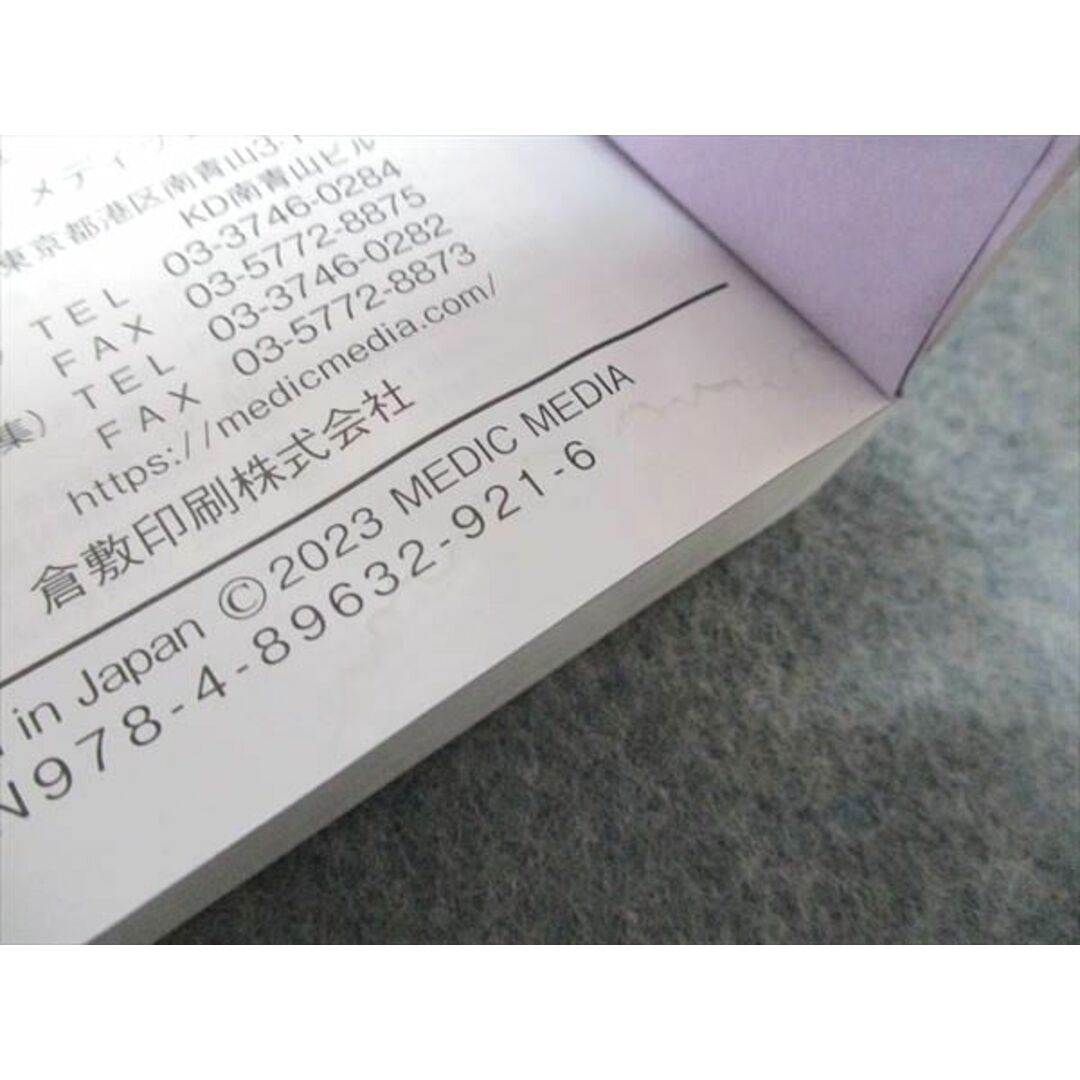 メディッ
東京都港区南青山3-1
KD南青山ビル
TEL 03-3746-0284
FAX 03-5772-8875
集) TEL 03-3746-0282
FAX 03-5772-8873
https://medicmedia.com/
倉敷印刷株式会社
in Japan ©2023 MEDIC MEDIA
N978-4-89632-921-6